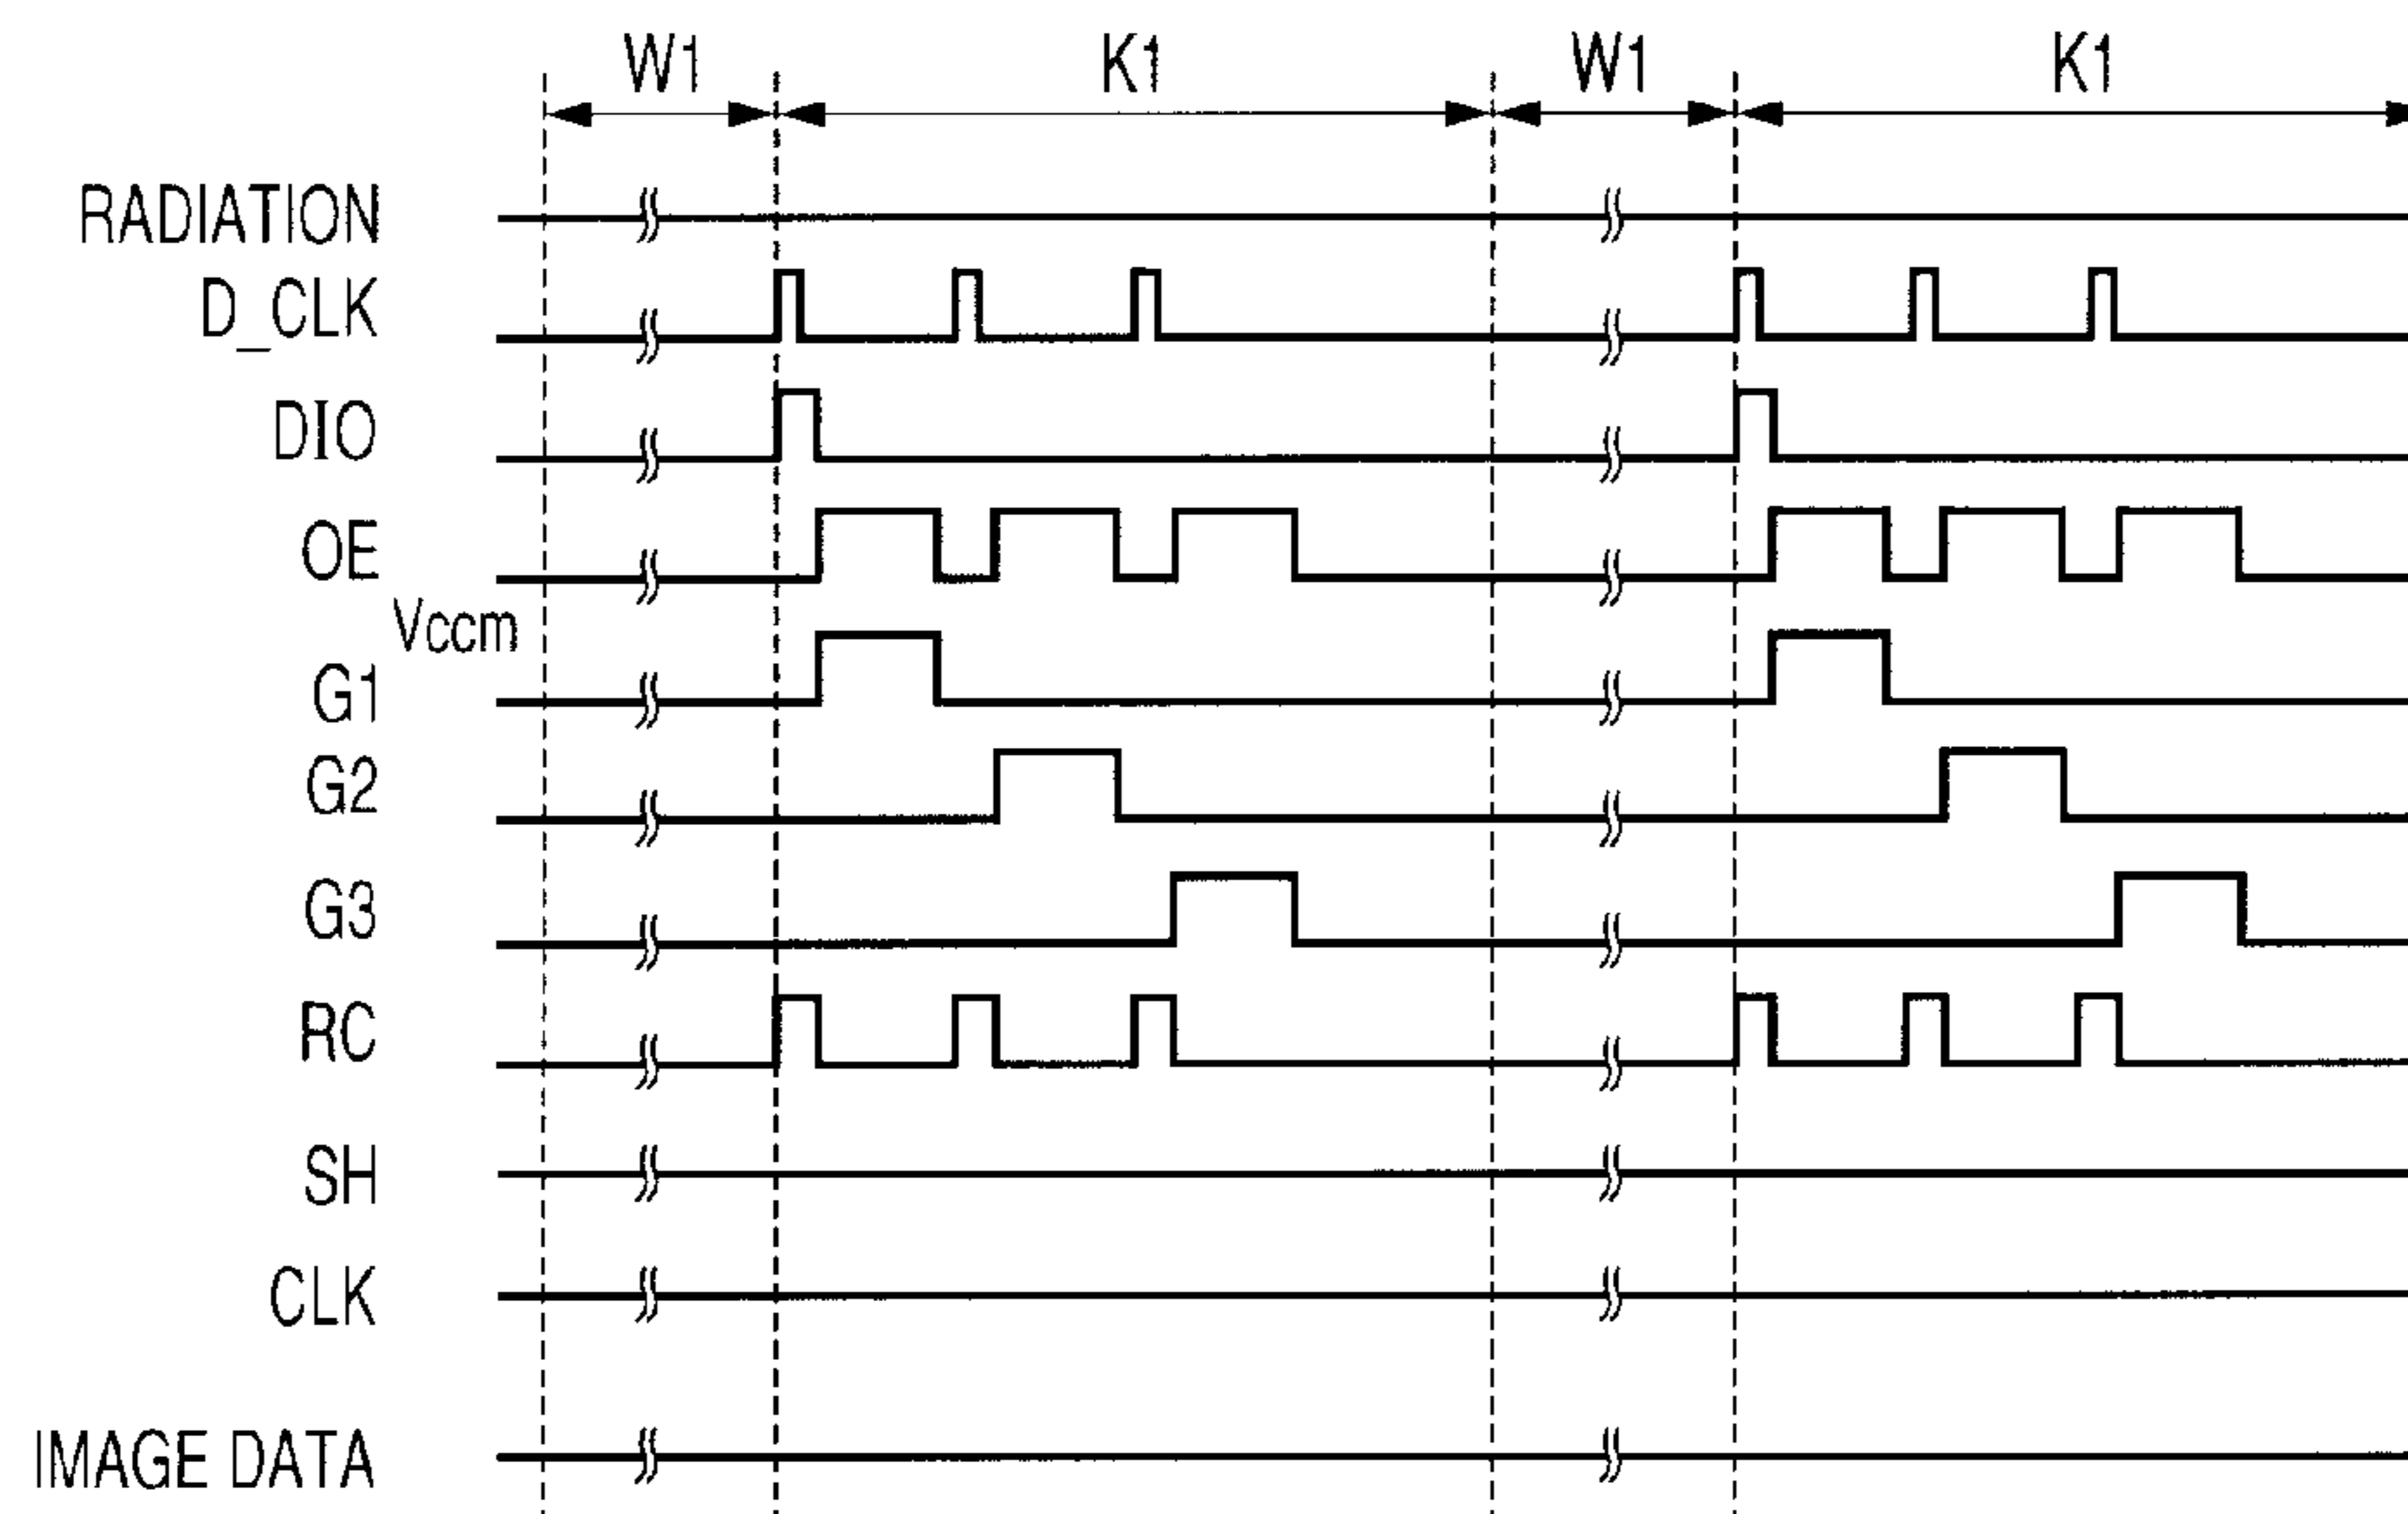 W1 K1 W1 K1
RADIATION
D_CLK
DIO
OE
Vccm
G1
G2
G3
RC
SH
CLK
IMAGE DATA